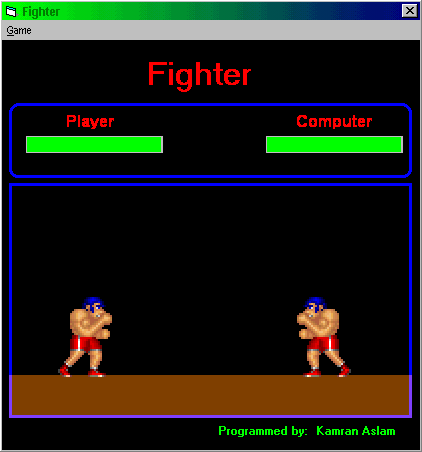 Fighter
Game
Fighter
Player Computer
Programmed by: Kamran Aslam